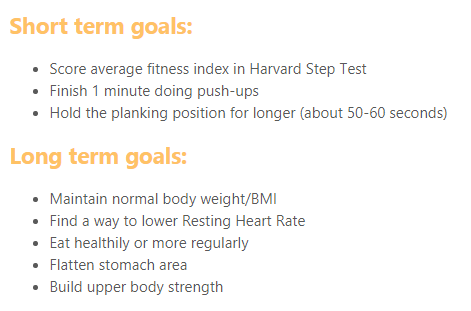 Short term goals:
• Score average fitness index in Harvard Step Test
• Finish 1 minute doing push-ups
• Hold the planking position for longer (about 50-60 seconds)
Long term goals:
• Maintain normal body weight/BMI
• Find a way to lower Resting Heart Rate
• Eat healthily or more regularly
• Flatten stomach area
• Build upper body strength